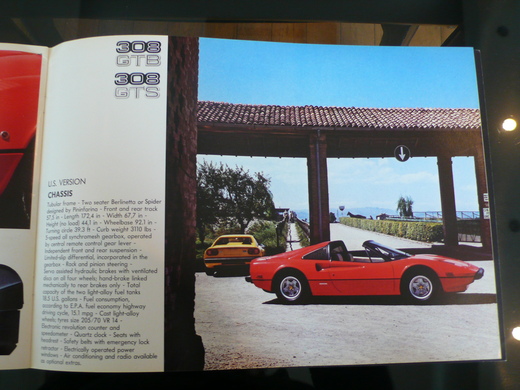 308
GTB
308
GTS
U.S. VERSION
CHASSIS
Tubular frame - Two seater Berlinetta or Spider
designed by Pininfarina - Front and rear track
57,5 in - Length 172,4 in - Width 67,7 in -
Height (no load) 44,1 in - Wheelbase 92,1 in -
Turning circle 39.3 ft - Curb weight 3110 lbs -
5-speed all synchromesh gearbox, operated
by central remote control gear lever -
Independent front and rear suspension -
Limited-slip differential, incorporated in the
gearbox - Rack and pinion steering -
Servo assisted hydraulic brakes with ventilated
discs on all four wheels; hand-brake linked
mechanically to rear brakes only - Total
capacity of the two light-alloy fuel tanks
18,5 U.S. gallons - Fuel consumption,
according to E.P.A. fuel economy highway
driving cycle, 15.1 mpg - Cast light-alloy
wheels; tyres size 205/70 VR 14 -
Electronic revolution counter and
speedometer - Quartz clock - Seats with
headrest - Safety belts with emergency lock
retractor - Electrically operated power
windows - Air conditioning and radio available
as optional extras.